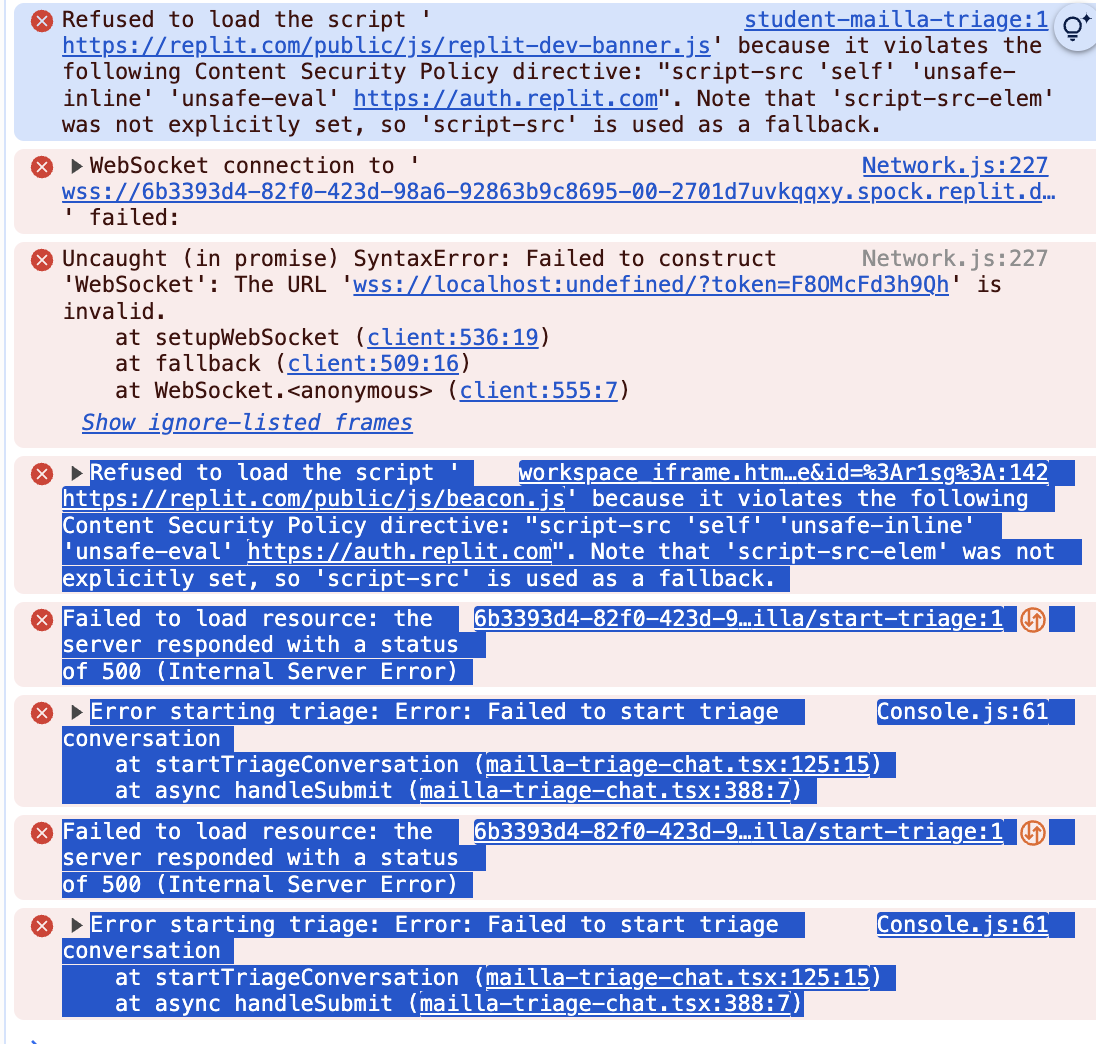 Refused to load the script ' student-mailla-triage:1
https://replit.com/public/js/replit-dev-banner.js' because it violates the
following Content Security Policy directive: "script-src 'self' 'unsafe-
inline' 'unsafe-eval' https://auth.replit.com". Note that 'script-src-elem'
was not explicitly set, so 'script-src' is used as a fallback.
WebSocket connection to ' Network.js:227
wss://6b3393d4-82f0-423d-98a6-92863b9c8695-00-2701d7uvkqqxy.spock.replit.d…
' failed:
Uncaught (in promise) SyntaxError: Failed to construct Network.js:227
'WebSocket': The URL 'wss://localhost:undefined/?token=F8OMcFd3h9Qh' is
invalid.
at setupWebSocket (client:536:19)
at fallback (client:509:16)
at WebSocket.<anonymous> (client:555:7)
Show ignore-listed frames
Refused to load the script ' workspace_iframe.htm…e&id=%3Ar1sg%3A:142
https://replit.com/public/js/beacon.js' because it violates the following
Content Security Policy directive: "script-src 'self' 'unsafe-inline'
'unsafe-eval' https://auth.replit.com". Note that 'script-src-elem' was not
explicitly set, so 'script-src' is used as a fallback.
Failed to load resource: the 6b3393d4-82f0-423d-9…illa/start-triage:1
server responded with a status
of 500 (Internal Server Error)
Error starting triage: Error: Failed to start triage Console.js:61
conversation
at startTriageConversation (mailla-triage-chat.tsx:125:15)
at async handleSubmit (mailla-triage-chat.tsx:388:7)
Failed to load resource: the 6b3393d4-82f0-423d-9…illa/start-triage:1
server responded with a status
of 500 (Internal Server Error)
Error starting triage: Error: Failed to start triage Console.js:61
conversation
at startTriageConversation (mailla-triage-chat.tsx:125:15)
at async handleSubmit (mailla-triage-chat.tsx:388:7)